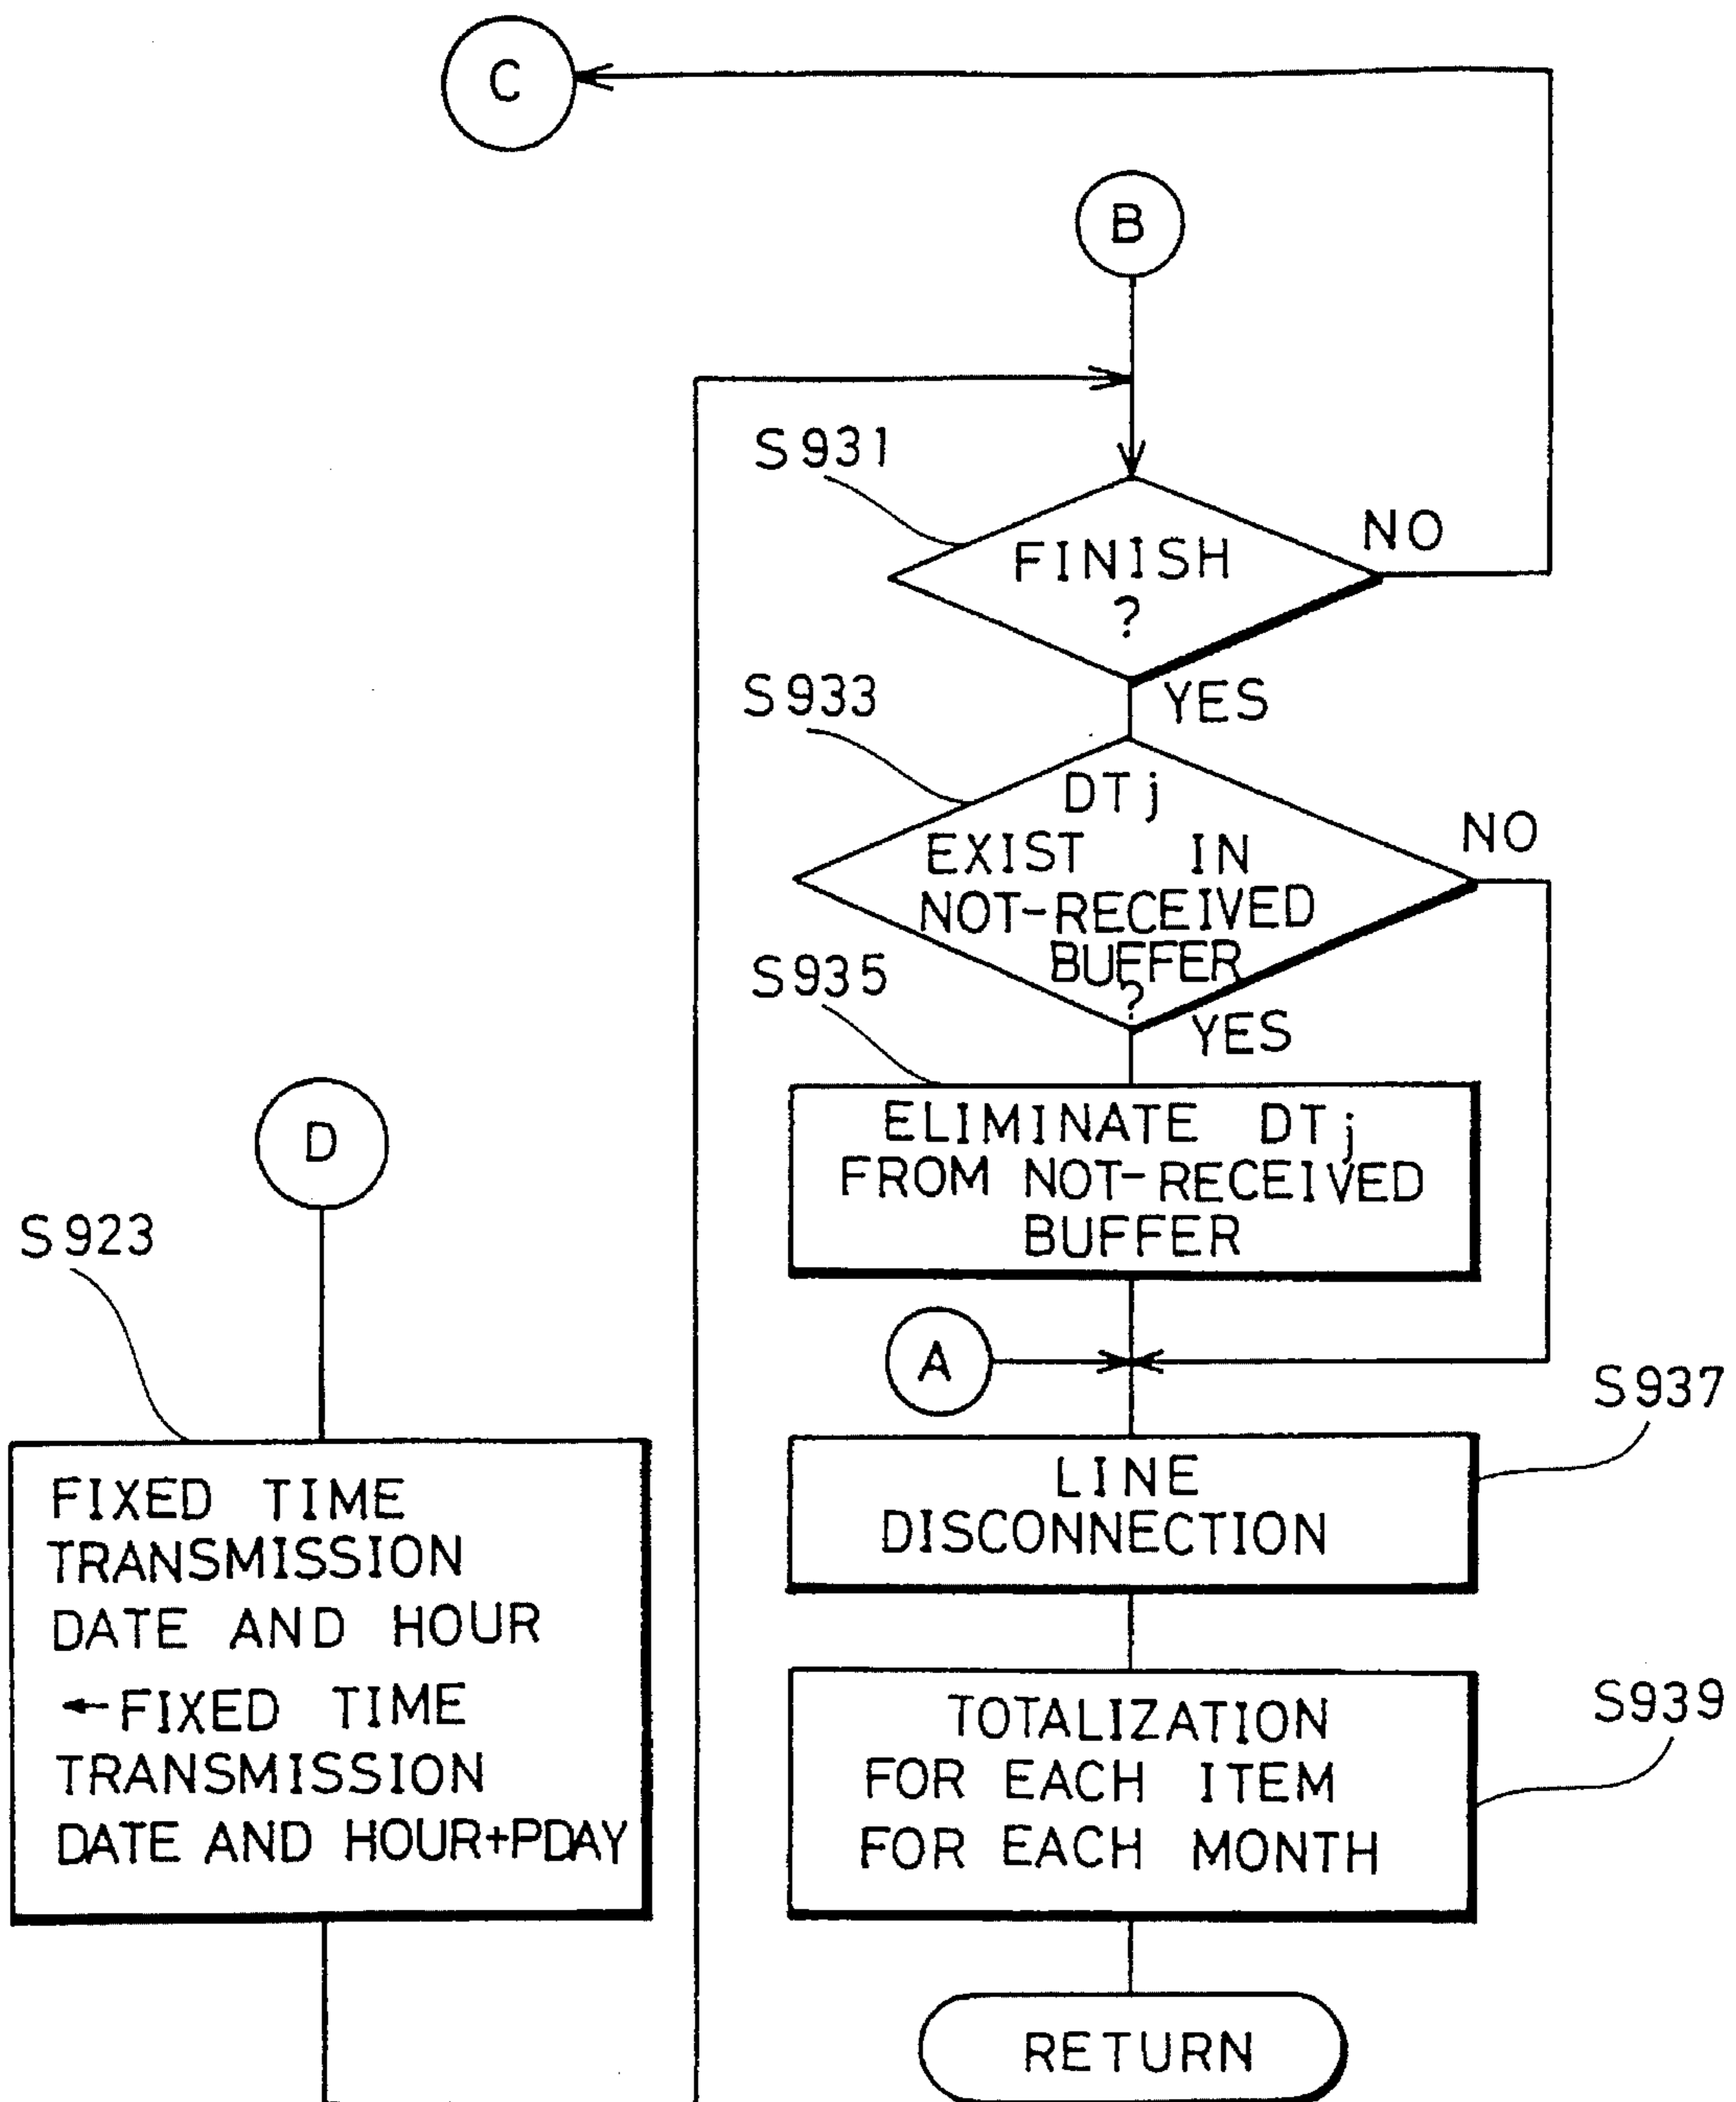 C
B
S931
FINISH
?
NO
YES
S933
DTj
EXIST IN
NOT-RECEIVED
BUFFER
?
NO
YES
S935
ELIMINATE DTj
FROM NOT-RECEIVED
BUFFER
A
D
S923
FIXED TIME
TRANSMISSION
DATE AND HOUR
←FIXED TIME
TRANSMISSION
DATE AND HOUR+PDAY
S937
LINE
DISCONNECTION
S939
TOTALIZATION
FOR EACH ITEM
FOR EACH MONTH
RETURN